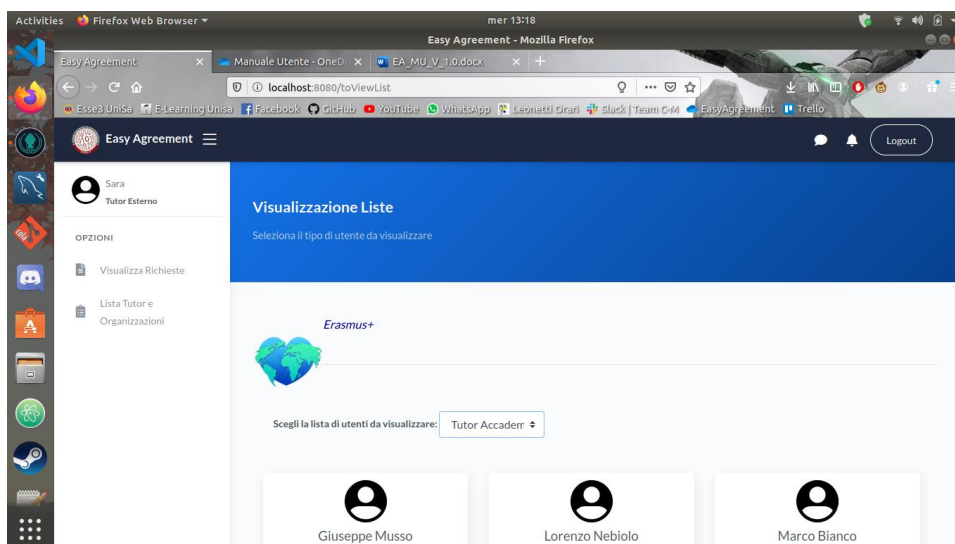 Activities Firefox Web Browser mer 13:18
Easy Agreement - Mozilla Firefox
Easy Agreement Manuale Utente - OneDr EA_MU_V_1.0.docx
localhost:8080/toViewList
Esse3 UniSa E-Learning Unisa Facebook GitHub YouTube WhatsApp Leonetti Orari Slack | Team C-M EasyAgreement Trello
Easy Agreement Logout
Sara
Tutor Esterno
OPZIONI
Visualizza Richieste
Lista Tutor e
Organizzazioni
Visualizzazione Liste
Seleziona il tipo di utente da visualizzare
Erasmus+
Scegli la lista di utenti da visualizzare: Tutor Accadem
Giuseppe Musso Lorenzo Nebiolo Marco Bianco